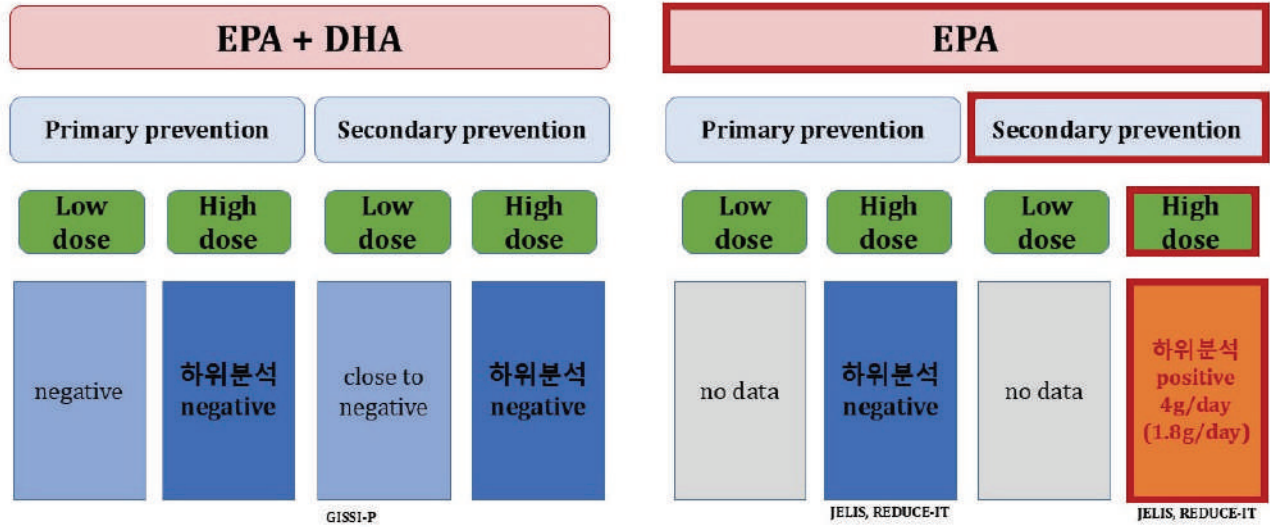 EPA + DHA
EPA
Primary prevention
Secondary prevention
Primary prevention
Secondary prevention
Low
dose
High
dose
Low
dose
High
dose
Low
dose
High
dose
Low
dose
High
dose
negative
하위분석
negative
close to
negative
하위분석
negative
no data
하위분석
negative
no data
하위분석
positive
4g/day
(1.8g/day)
GISSI-P
JELIS, REDUCE-IT
JELIS, REDUCE-IT